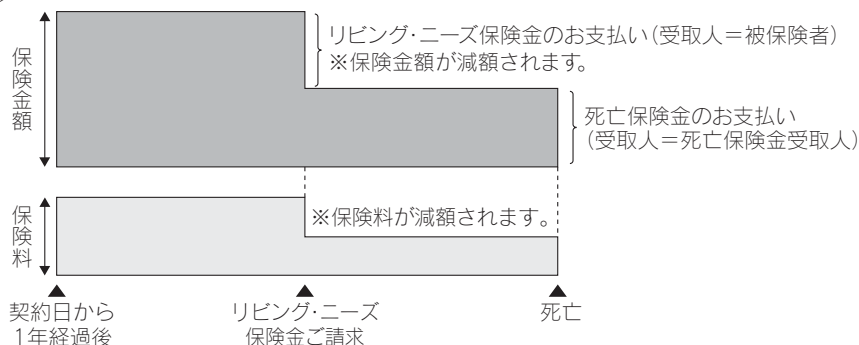 保険金額
リビング・ニーズ保険金のお支払い（受取人＝被保険者）
※保険金額が減額されます。
死亡保険金のお支払い
（受取人＝死亡保険金受取人）
保険料
※保険料が減額されます。
契約日から
1年経過後
リビング・ニーズ
保険金ご請求
死亡